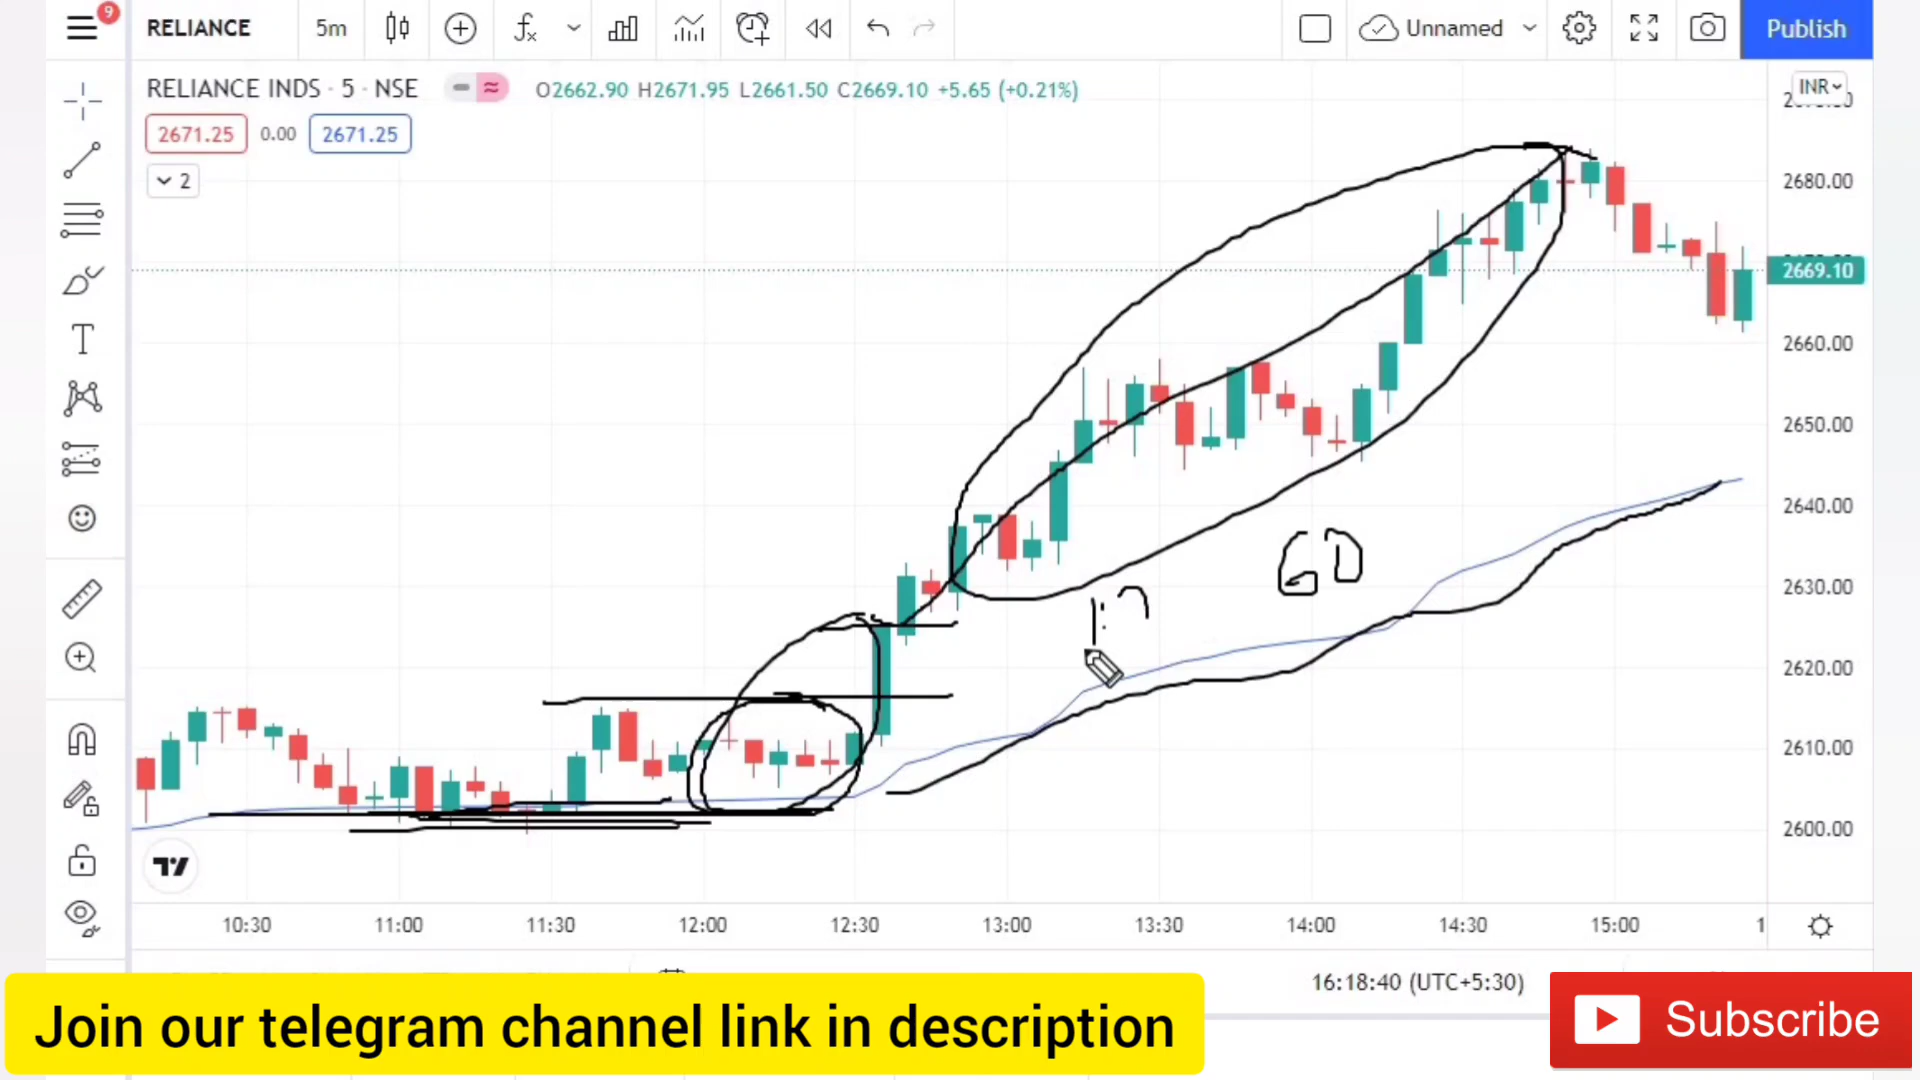 9
RELIANCE
5m
Unnamed
Publish
RELIANCE INDS · 5 · NSE
O2662.90 H2671.95 L2661.50 C2669.10 +5.65 (+0.21%)
INR
2671.25 0.00 2671.25
2
2680.00
2669.10
2660.00
2650.00
2640.00
2630.00
2620.00
2610.00
2600.00
10:30 11:00 11:30 12:00 12:30 13:00 13:30 14:00 14:30 15:00 1
16:18:40 (UTC+5:30)
Join our telegram channel link in description
Subscribe